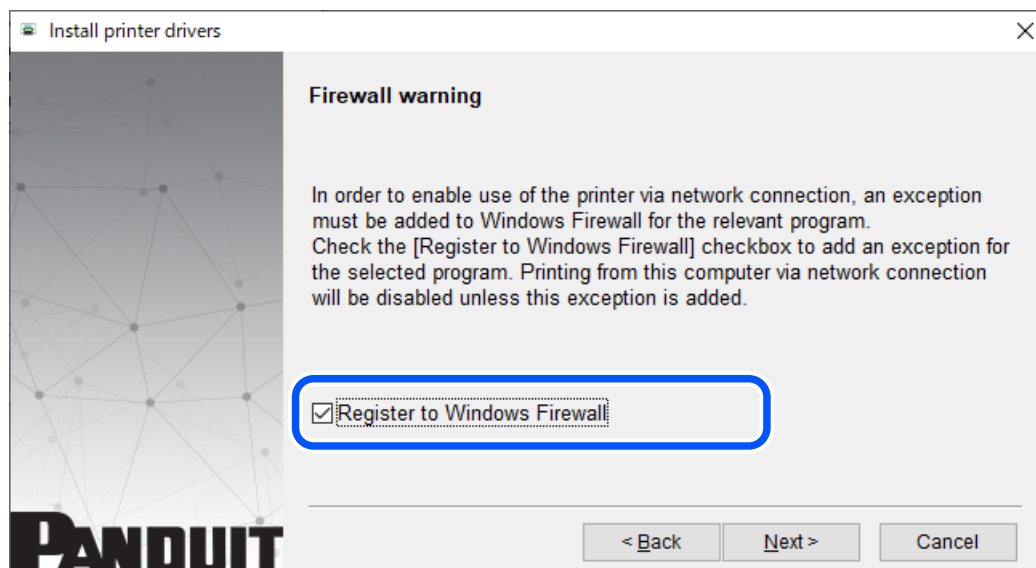 Install printer drivers
Firewall warning
In order to enable use of the printer via network connection, an exception
must be added to Windows Firewall for the relevant program.
Check the [Register to Windows Firewall] checkbox to add an exception for
the selected program. Printing from this computer via network connection
will be disabled unless this exception is added.
Register to Windows Firewall
PANDUIT
< Back
Next >
Cancel